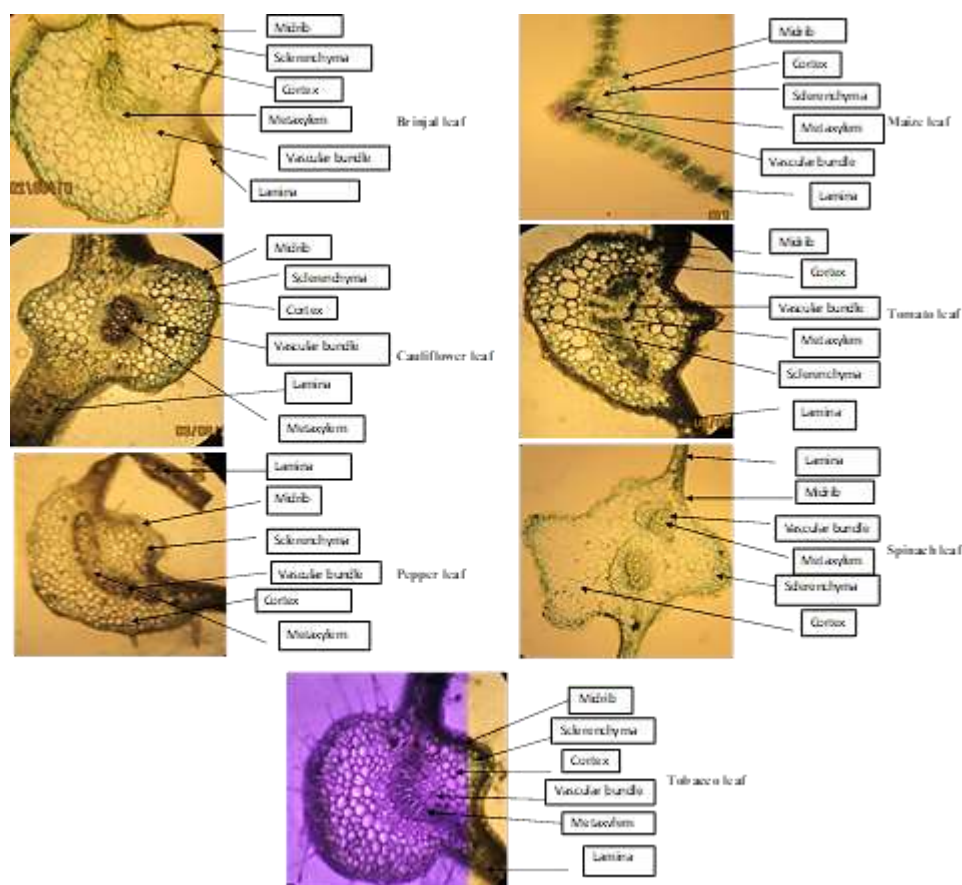 Midrib
Sclerenchyma
Cortex
Metaxylem
Brinjal leaf
Vascular bundle
Lamina
Midrib
Cortex
Sclerenchyma
Metaxylem
Maize leaf
Vascular bundle
Lamina
Midrib
Sclerenchyma
Cortex
Vascular bundle
Cauliflower leaf
Lamina
Metaxylem
Midrib
Cortex
Vascular bundle
Tomato leaf
Metaxylem
Sclerenchyma
Lamina
Lamina
Midrib
Sclerenchyma
Vascular bundle
Pepper leaf
Cortex
Metaxylem
Lamina
Midrib
Vascular bundle
Spinach leaf
Metaxylem
Sclerenchyma
Cortex
Midrib
Sclerenchyma
Cortex
Vascular bundle
Tobacco leaf
Metaxylem
Lamina